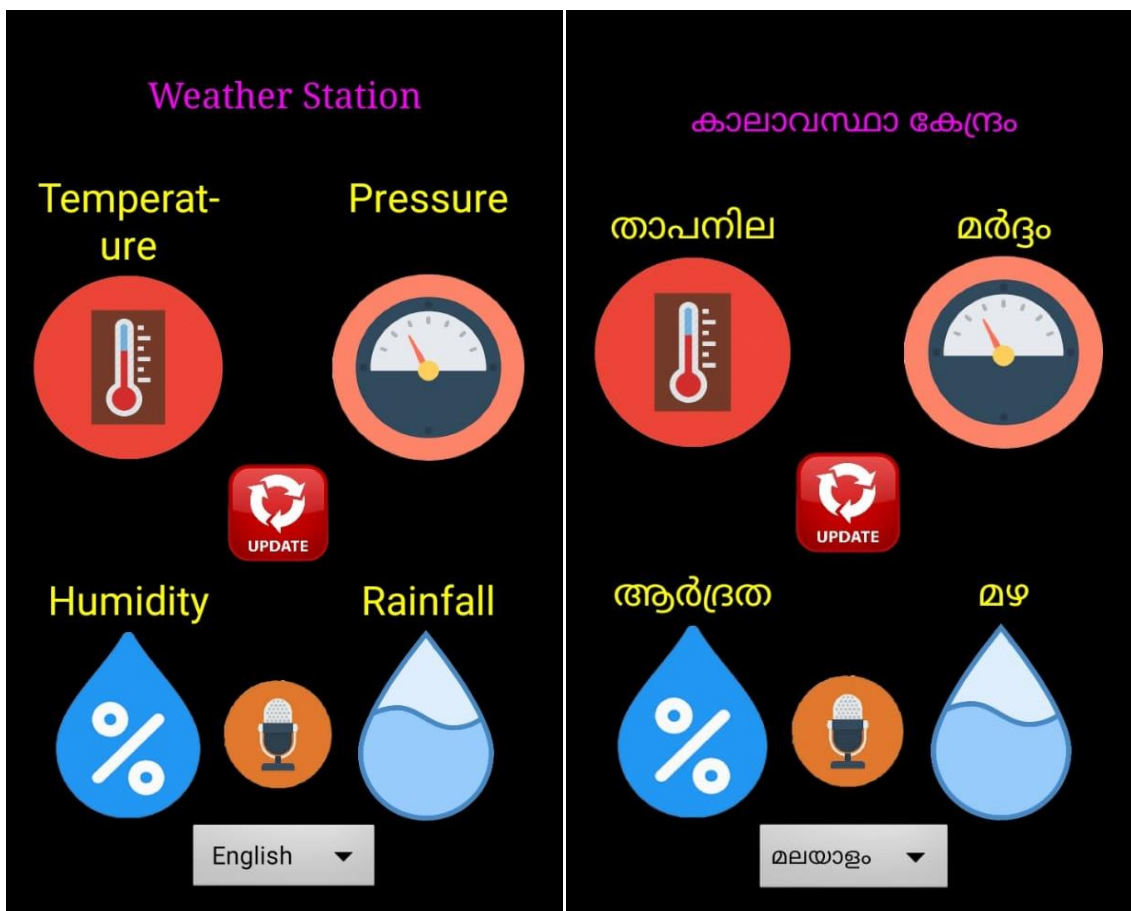 Weather Station
Temperat-
ure
Pressure
UPDATE
Humidity
Rainfall
%
English
കാലാവസ്ഥാ കേന്ദ്രം
താപനില
മർദ്ദം
UPDATE
ആർദ്രത
മഴ
%
മലയാളം